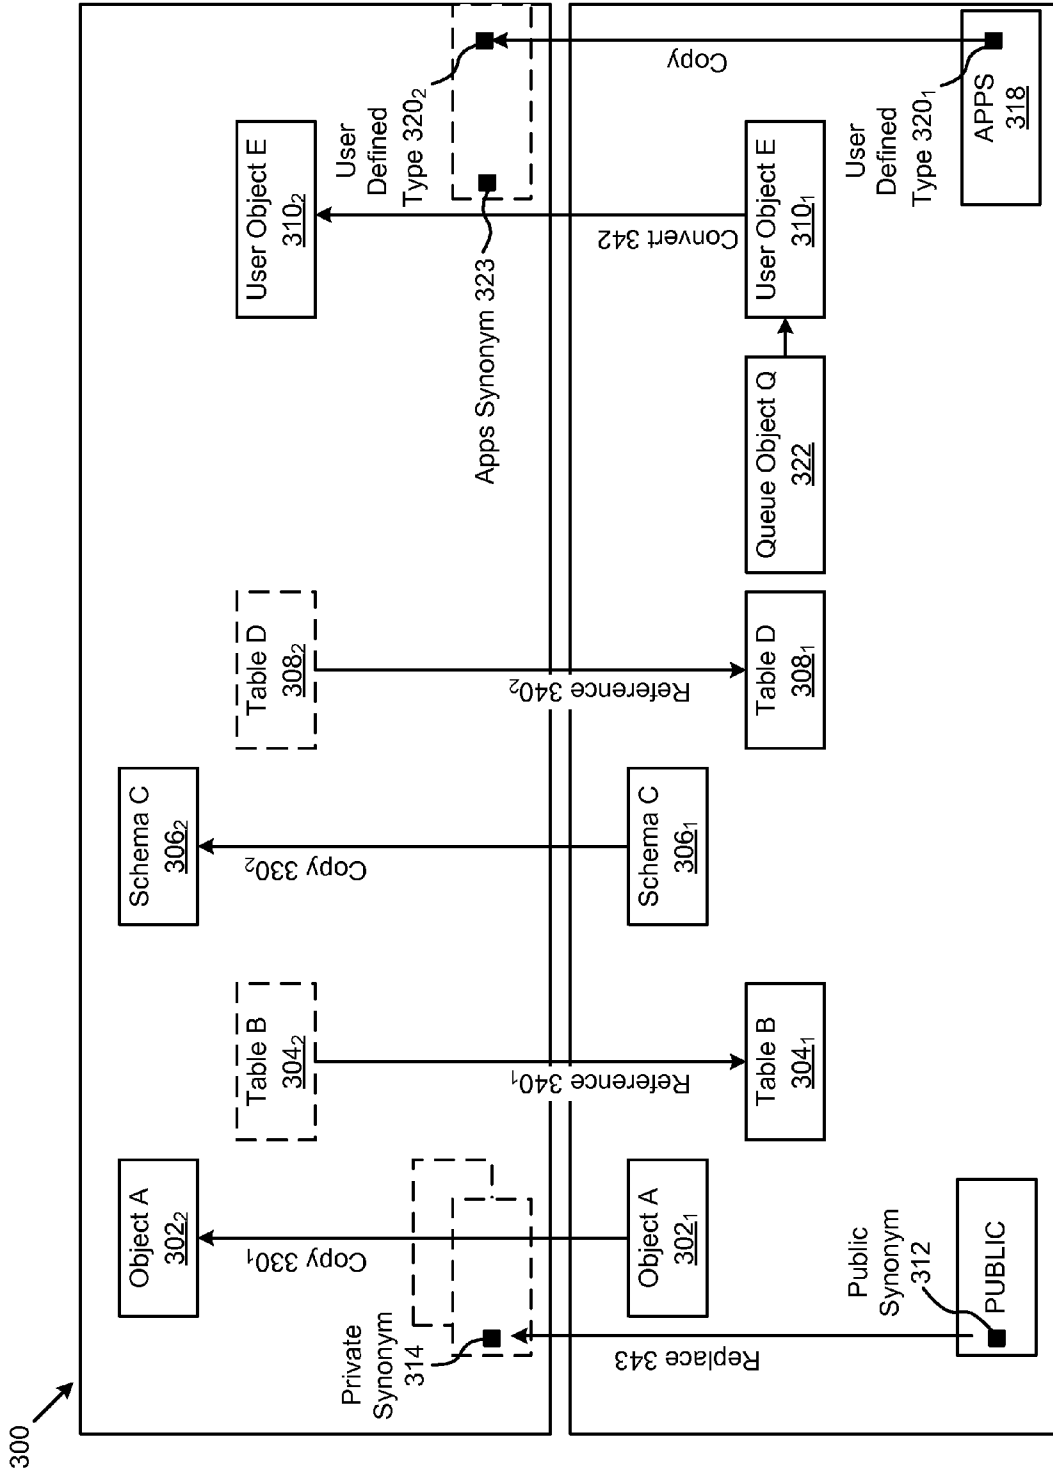 300
Object A
302₂
Table B
304₂
Schema C
306₂
Table D
308₂
User Object E
310₂
Private
Synonym
314
Copy 330₁
Copy 330₂
Apps Synonym 323
User
Defined
Type 320₂
Replace 343
Reference 340₁
Reference 340₂
Convert 342
Copy
Object A
302₁
Table B
304₁
Schema C
306₁
Table D
308₁
Queue Object Q
322
User Object E
310₁
Public
Synonym
312
PUBLIC
User
Defined
Type 320₁
APPS
318